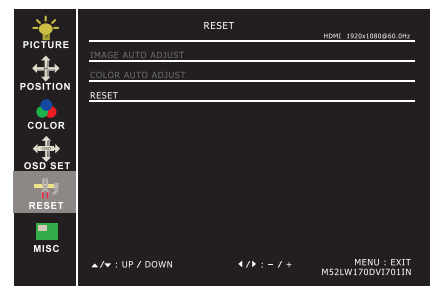 RESET
HDMI 1920x1080@60.0Hz
PICTURE
IMAGE AUTO ADJUST
COLOR AUTO ADJUST
POSITION
RESET
COLOR
OSD SET
RESET
MISC
▲/▼ : UP / DOWN
◀/▶ : – / +
MENU : EXIT
M52LW170DVI701IN